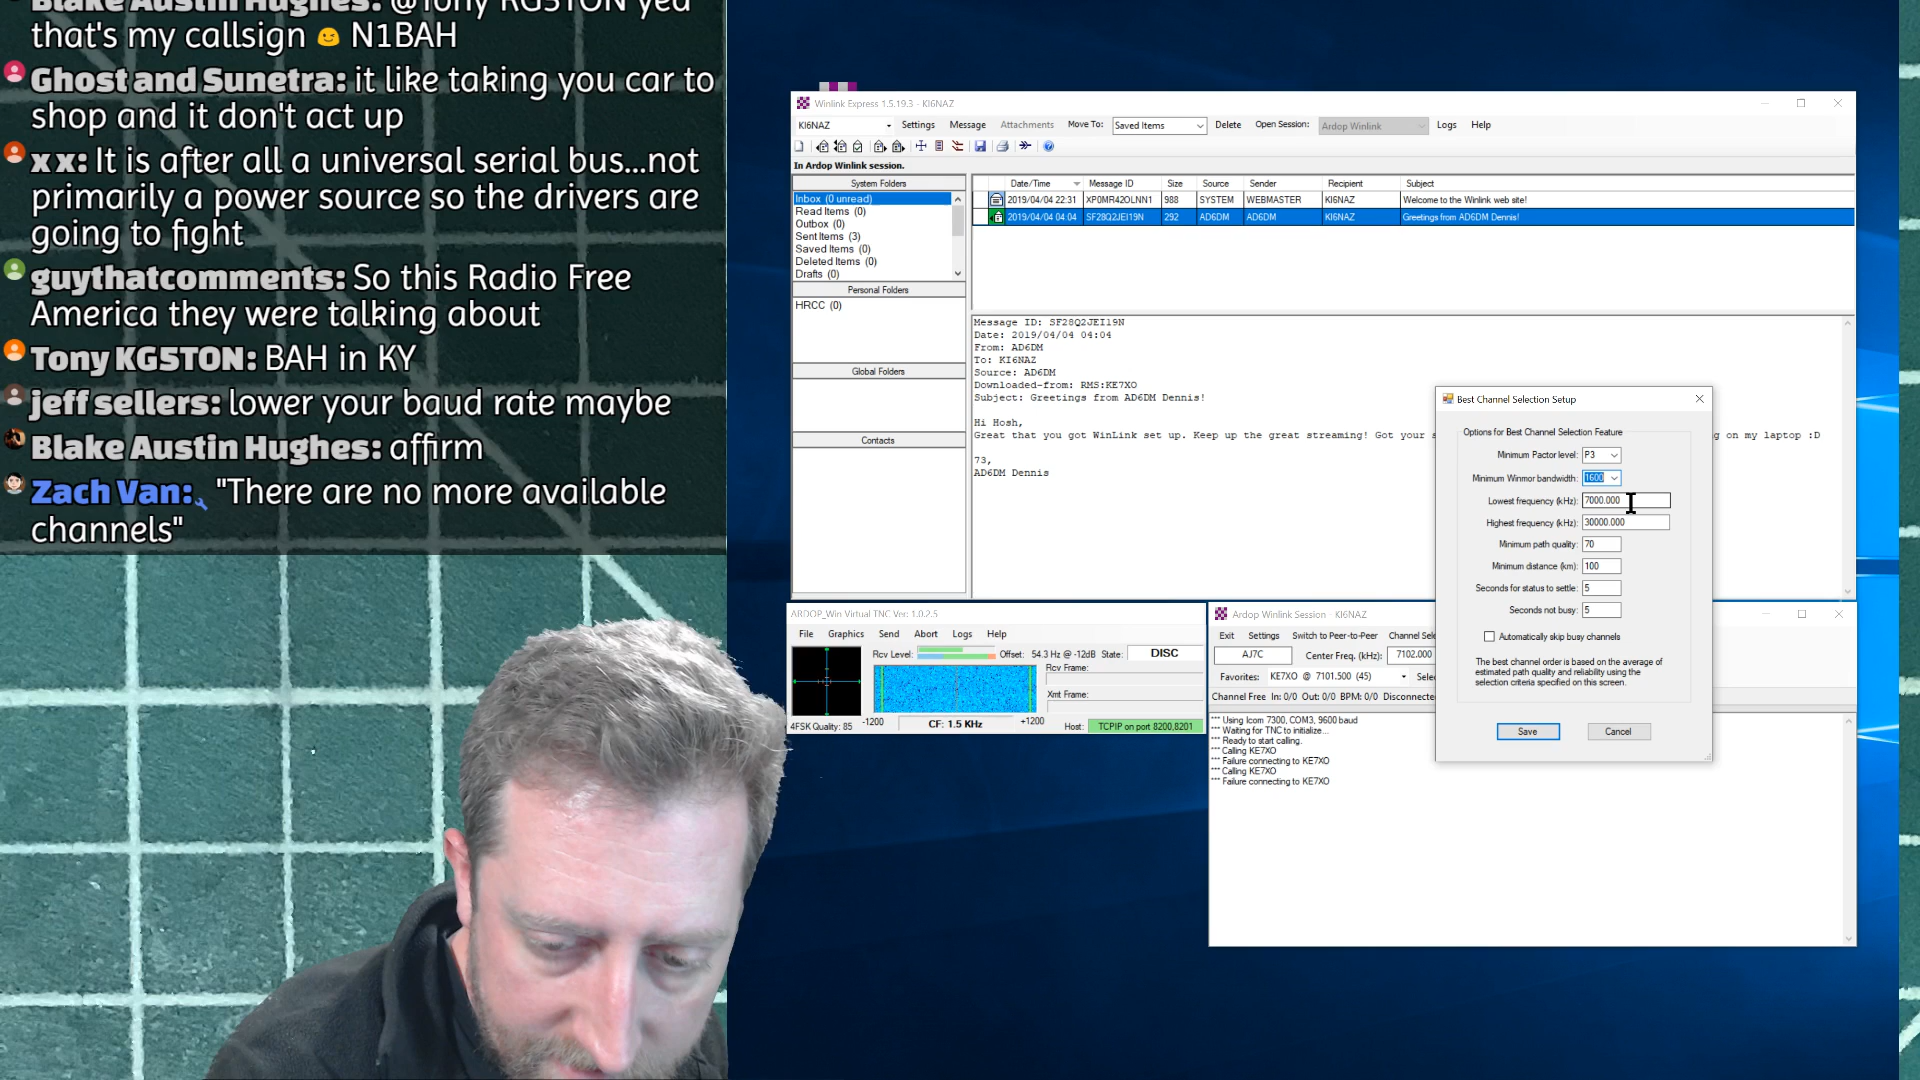 Blake Austin Hughes: @Tony KG5TON yea
that's my callsign 😉 N1BAH
Ghost and Sunetra: it like taking you car to
shop and it don't act up
x x: It is after all a universal serial bus...not
primarily a power source so the drivers are
going to fight
guythatcomments: So this Radio Free
America they were talking about
Tony KG5TON: BAH in KY
jeff sellers: lower your baud rate maybe
Blake Austin Hughes: affirm
Zach Van: "There are no more available
channels"
Winlink Express 1.5.19.3 - KI6NAZ
KI6NAZ Settings Message Attachments Move To: Saved Items Delete Open Session: Ardop Winlink Logs Help
In Ardop Winlink session.
System Folders
Inbox (0 unread)
Read Items (0)
Outbox (0)
Sent Items (3)
Saved Items (0)
Deleted Items (0)
Drafts (0)
Personal Folders
HRCC (0)
Global Folders
Contacts
Date/Time Message ID Size Source Sender Recipient Subject
2019/04/04 22:31 XP0MR42OLNN1 988 SYSTEM WEBMASTER KI6NAZ Welcome to the Winlink web site!
2019/04/04 04:04 SF28Q2JEI19N 292 AD6DM AD6DM KI6NAZ Greetings from AD6DM Dennis!
Message ID: SF28Q2JEI19N
Date: 2019/04/04 04:04
From: AD6DM
To: KI6NAZ
Source: AD6DM
Downloaded-from: RMS:KE7XO
Subject: Greetings from AD6DM Dennis!
Hi Hosh,
Great that you got WinLink set up. Keep up the great streaming! Got your s
g on my laptop :D
73,
AD6DM Dennis
Best Channel Selection Setup
Options for Best Channel Selection Feature
Minimum Pactor level: P3
Minimum Winmor bandwidth: 1600
Lowest frequency (kHz): 7000.000
Highest frequency (kHz): 30000.000
Minimum path quality: 70
Minimum distance (km): 100
Seconds for status to settle: 5
Seconds not busy: 5
Automatically skip busy channels
The best channel order is based on the average of
estimated path quality and reliability using the
selection criteria specified on this screen.
Save Cancel
ARDOP_Win Virtual TNC Ver: 1.0.2.5
File Graphics Send Abort Logs Help
Rcv Level: Offset: 54.3 Hz @ -12dB State: DISC
Rcv Frame:
Xmt Frame:
-1200 CF: 1.5 KHz +1200
4FSK Quality: 85
Host: TCPIP on port 8200,8201
Ardop Winlink Session - KI6NAZ
Exit Settings Switch to Peer-to-Peer Channel Sele
AJ7C Center Freq. (kHz): 7102.000
Favorites: KE7XO @ 7101.500 (45) Selec
Channel Free In: 0/0 Out: 0/0 BPM: 0/0 Disconnecte
*** Using Icom 7300, COM3, 9600 baud
*** Waiting for TNC to initialize...
*** Ready to start calling.
*** Calling KE7XO
*** Failure connecting to KE7XO
*** Calling KE7XO
*** Failure connecting to KE7XO